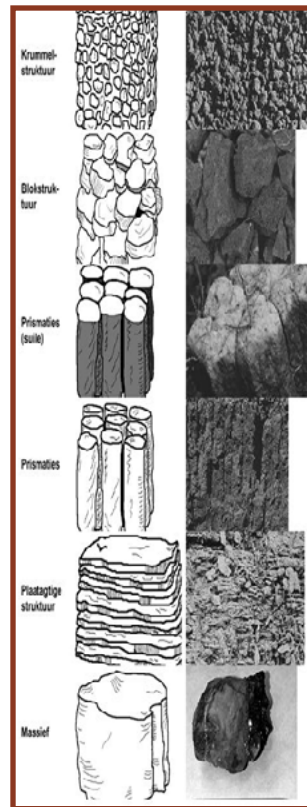 Krummel-
struktuur
Blokstruk-
tuur
Prismaties
(suile)
Prismaties
Plaatagtige
struktuur
Massief